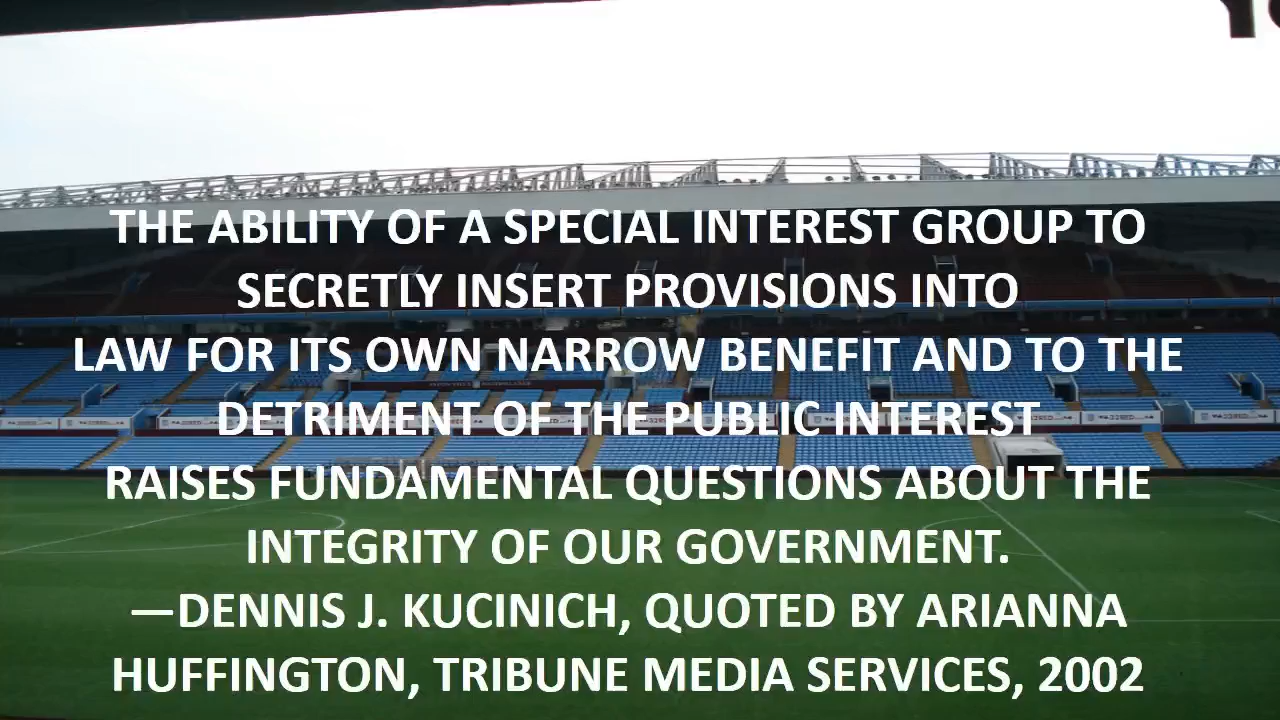 THE ABILITY OF A SPECIAL INTEREST GROUP TO
SECRETLY INSERT PROVISIONS INTO
LAW FOR ITS OWN NARROW BENEFIT AND TO THE
DETRIMENT OF THE PUBLIC INTEREST
RAISES FUNDAMENTAL QUESTIONS ABOUT THE
INTEGRITY OF OUR GOVERNMENT.
—DENNIS J. KUCINICH, QUOTED BY ARIANNA
HUFFINGTON, TRIBUNE MEDIA SERVICES, 2002